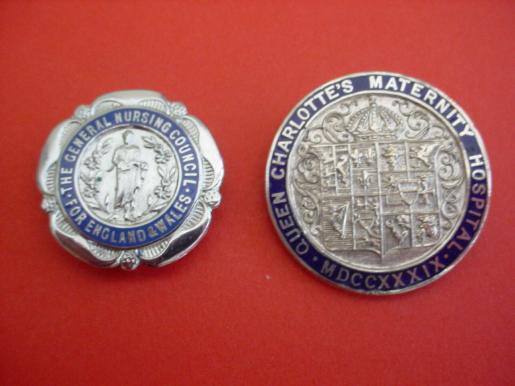 · THE GENERAL NURSING COUNCIL ·
FOR ENGLAND & WALES
QUEEN CHARLOTTE'S MATERNITY HOSPITAL
· MDCCXXXIX ·